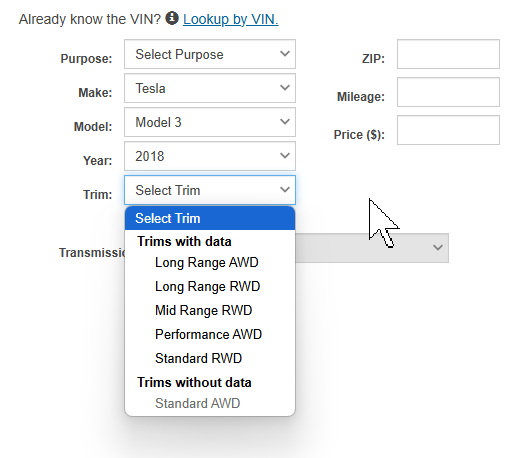 Already know the VIN? Lookup by VIN.
Purpose: Select Purpose
ZIP:
Make: Tesla
Mileage:
Model: Model 3
Price ($):
Year: 2018
Trim: Select Trim
Select Trim
Trims with data
Long Range AWD
Long Range RWD
Mid Range RWD
Performance AWD
Standard RWD
Trims without data
Standard AWD
Transmissi